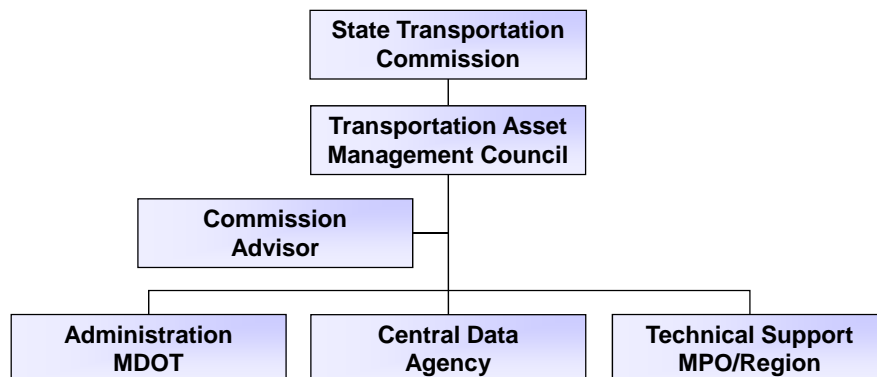 State Transportation
Commission
Transportation Asset
Management Council
Commission
Advisor
Administration
MDOT
Central Data
Agency
Technical Support
MPO/Region